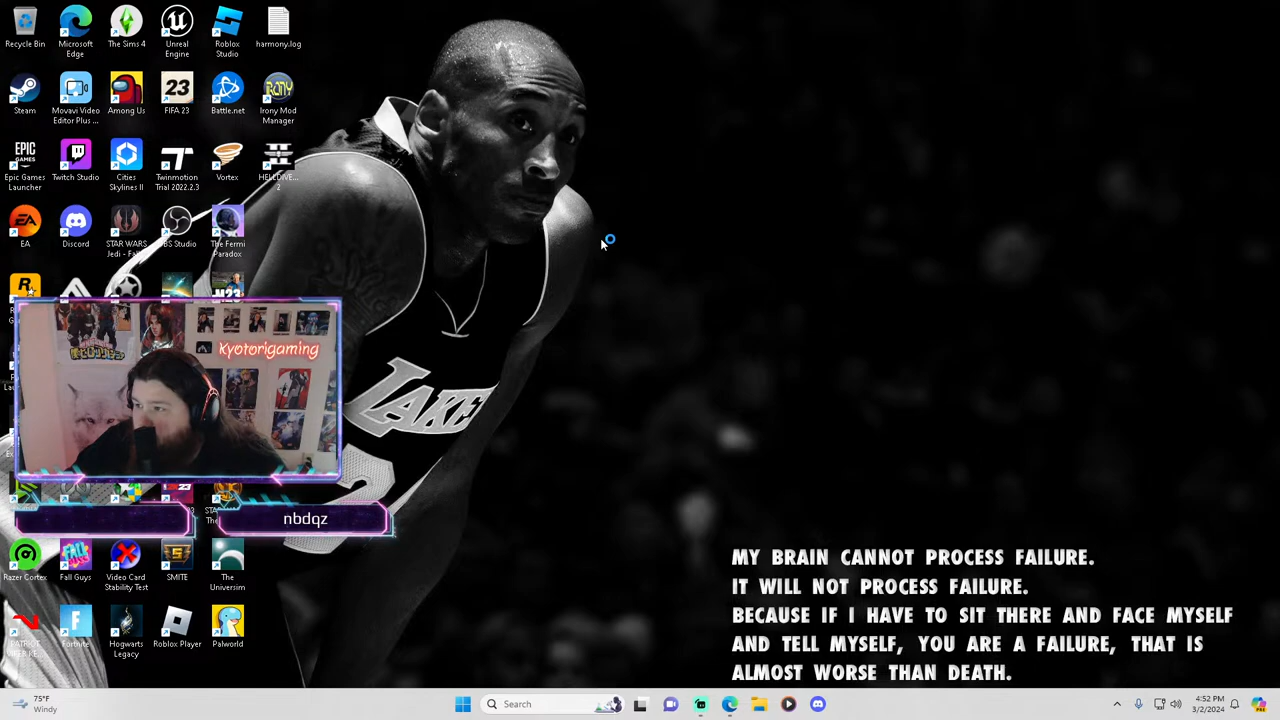 Recycle Bin
Microsoft Edge
The Sims 4
Unreal Engine
Roblox Studio
harmony.log
Steam
Movavi Video Editor Plus ...
Among Us
FIFA 23
Battle.net
Irony Mod Manager
Epic Games Launcher
Twitch Studio
Cities Skylines II
Twinmotion Trial 2022.2.3
Vortex
HELLDIVE... 2
EA
Discord
STAR WARS
OBS Studio
The Fermi Paradox
Kyotorigaming
nbdqz
Razer Cortex
Fall Guys
Video Card Stability Test
SMITE
The Universim
Fortnite
Hogwarts Legacy
Roblox Player
Palworld
MY BRAIN CANNOT PROCESS FAILURE.
IT WILL NOT PROCESS FAILURE.
BECAUSE IF I HAVE TO SIT THERE AND FACE MYSELF
AND TELL MYSELF, YOU ARE A FAILURE, THAT IS
ALMOST WORSE THAN DEATH.
75°F
Windy
Search
4:52 PM
3/2/2024